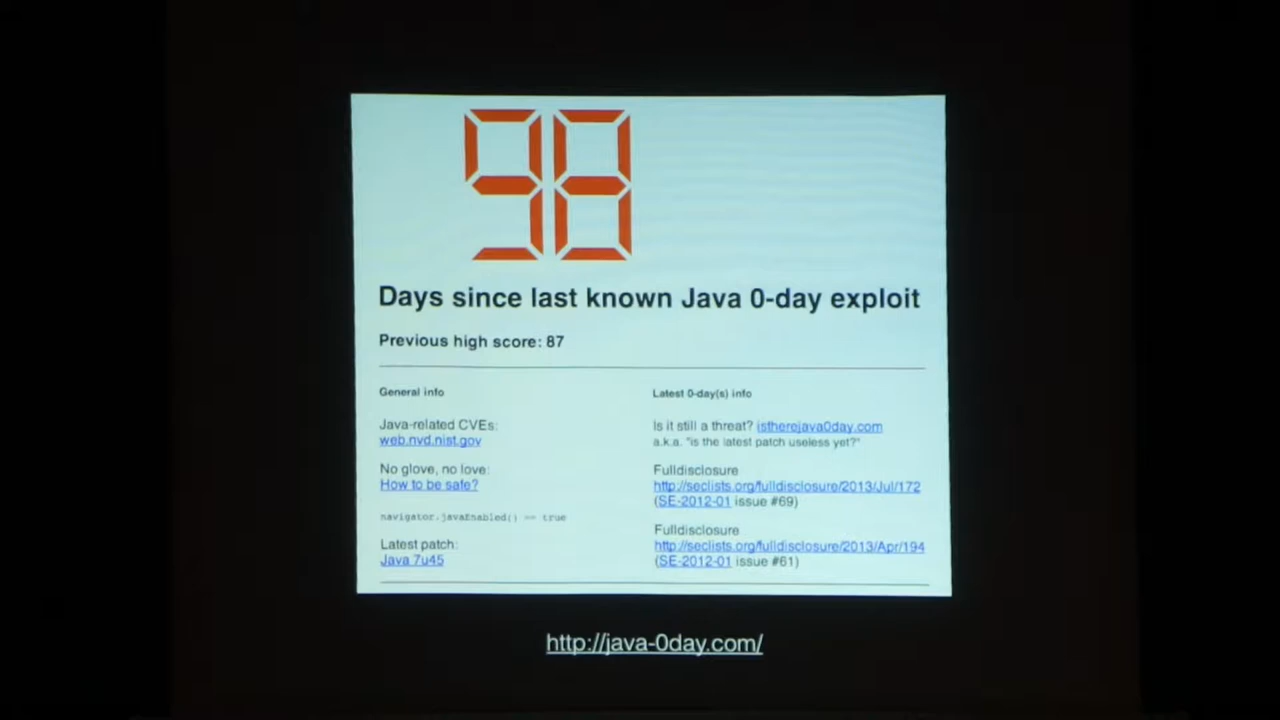 98
Days since last known Java 0-day exploit
Previous high score: 87
General info
Java-related CVEs:
web.nvd.nist.gov
No glove, no love:
How to be safe?
navigator.javaEnabled() == true
Latest patch:
Java 7u45
Latest 0-day(s) info
Is it still a threat? istherejava0day.com
a.k.a. "is the latest patch useless yet?"
Fulldisclosure
http://seclists.org/fulldisclosure/2013/Jul/172
(SE-2012-01 issue #69)
Fulldisclosure
http://seclists.org/fulldisclosure/2013/Apr/194
(SE-2012-01 issue #61)
http://java-0day.com/